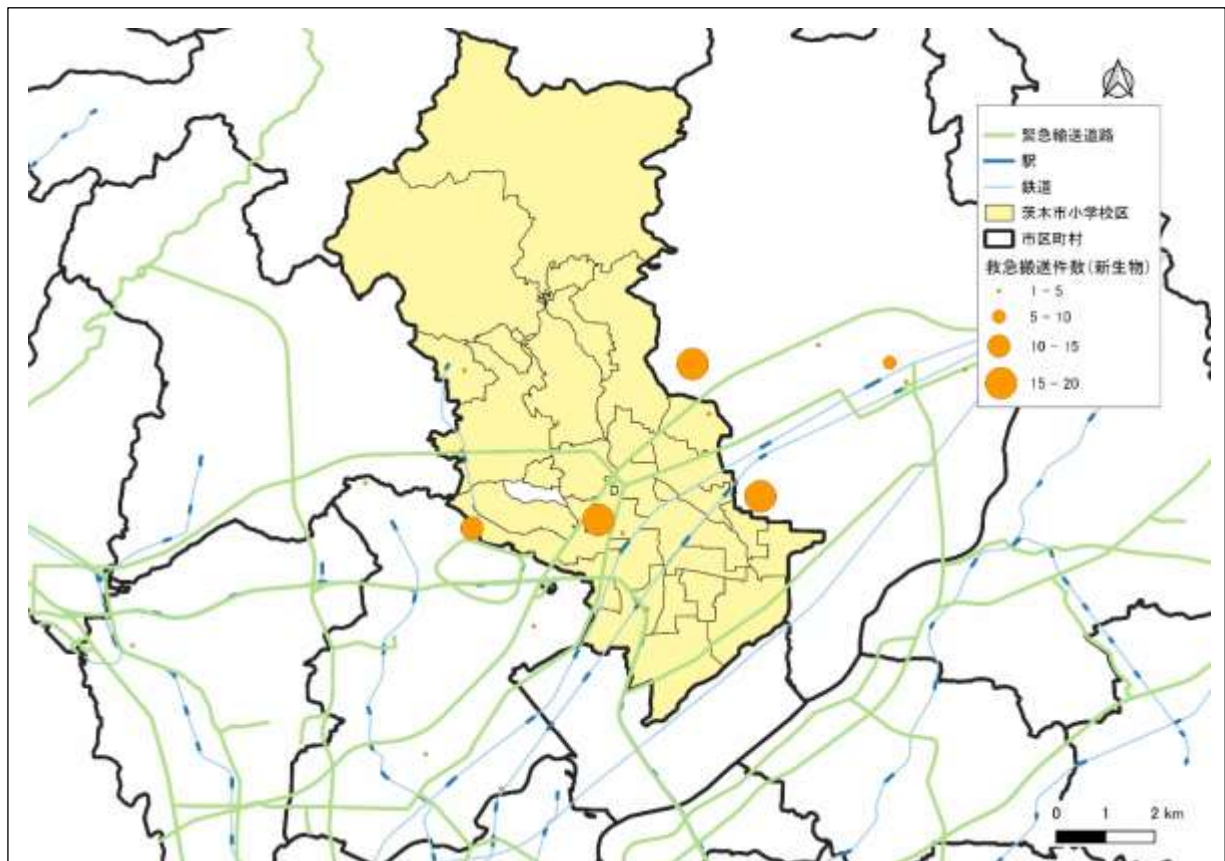 緊急輸送道路
駅
鉄道
茨木市小学校区
市区町村
救急搬送件数(新生物)
1 - 5
5 - 10
10 - 15
15 - 20
0 1 2 km